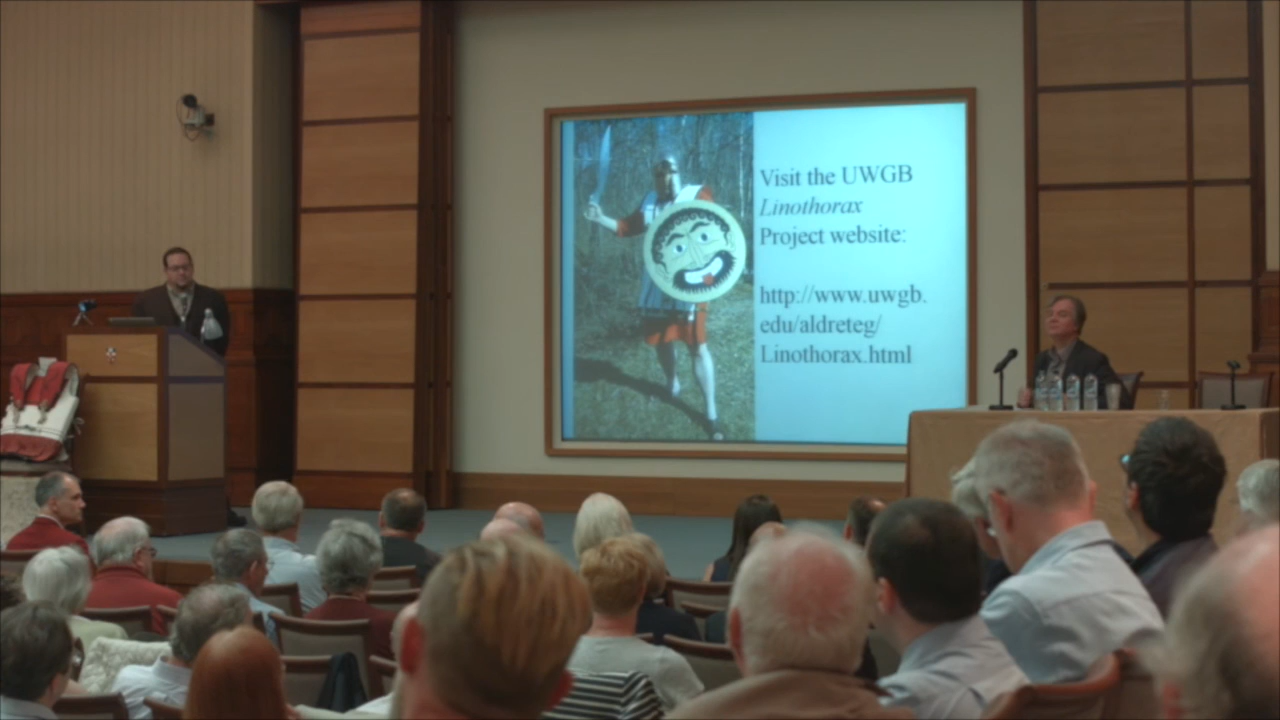 Visit the UWGB
Linothorax
Project website:
http://www.uwgb.
edu/aldreteg/
Linothorax.html